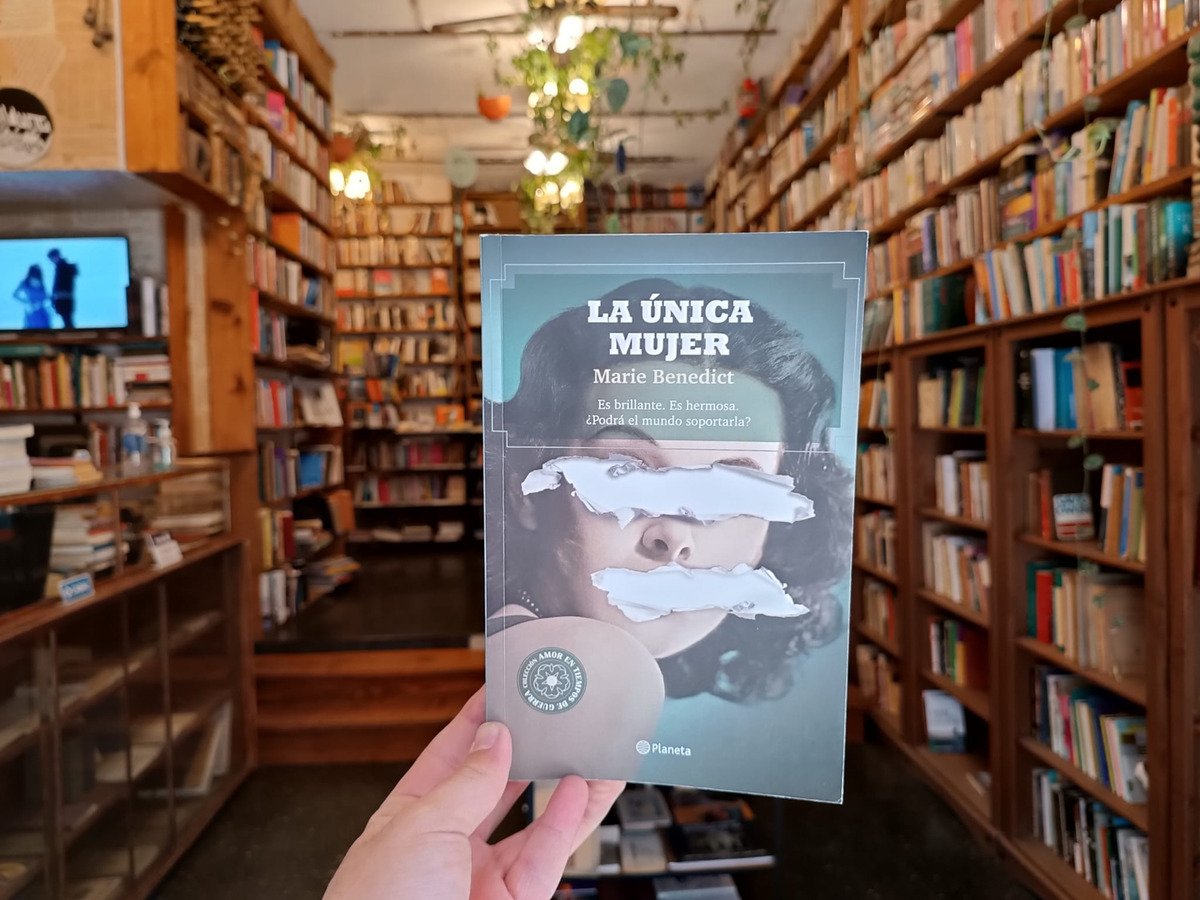 LA ÚNICA
MUJER
Marie Benedict
Es brillante. Es hermosa.
¿Podrá el mundo soportarla?
COLECCIÓN AMOR EN TIEMPOS DE GUERRA
Planeta